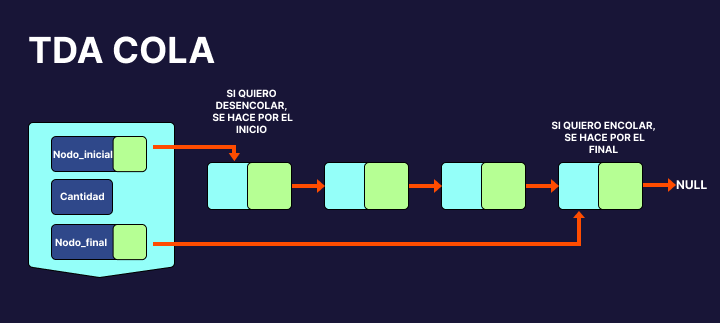 TDA COLA
SI QUIERO
DESENCOLAR,
SE HACE POR EL
INICIO
SI QUIERO ENCOLAR,
SE HACE POR EL
FINAL
Nodo_inicial
Cantidad
Nodo_final
NULL